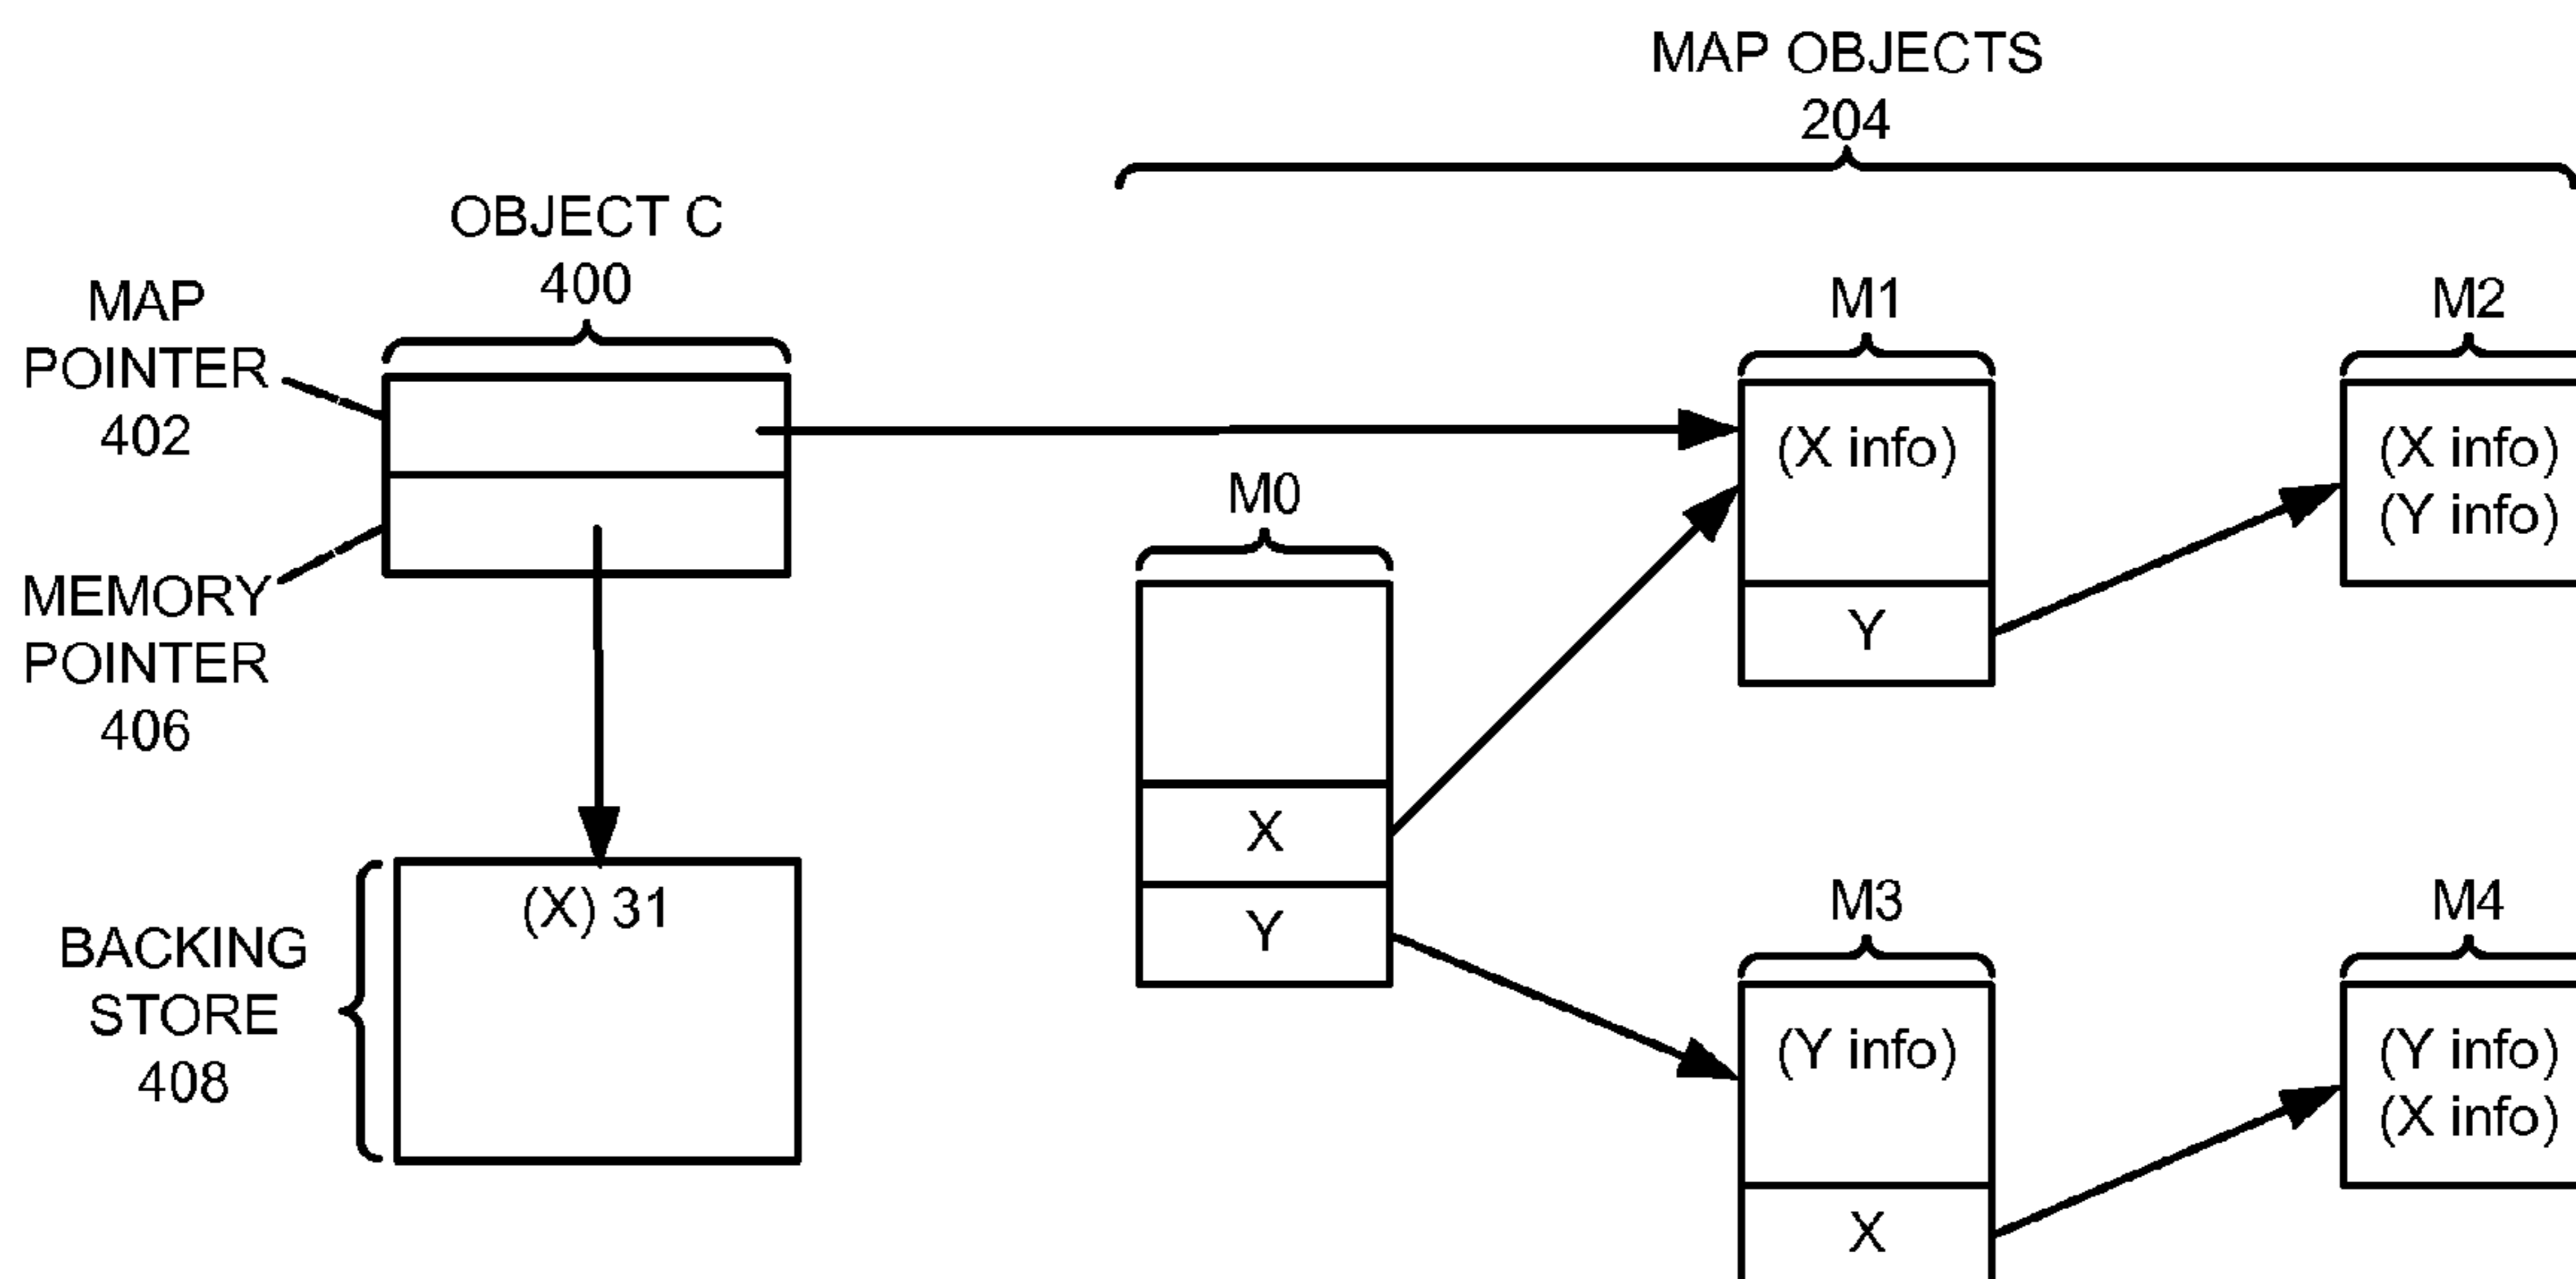 MAP OBJECTS
204
OBJECT C
400
MAP
POINTER
402
MEMORY
POINTER
406
BACKING
STORE
408
(X) 31
M0
X
Y
M1
(X info)
Y
M2
(X info)
(Y info)
M3
(Y info)
X
M4
(Y info)
(X info)